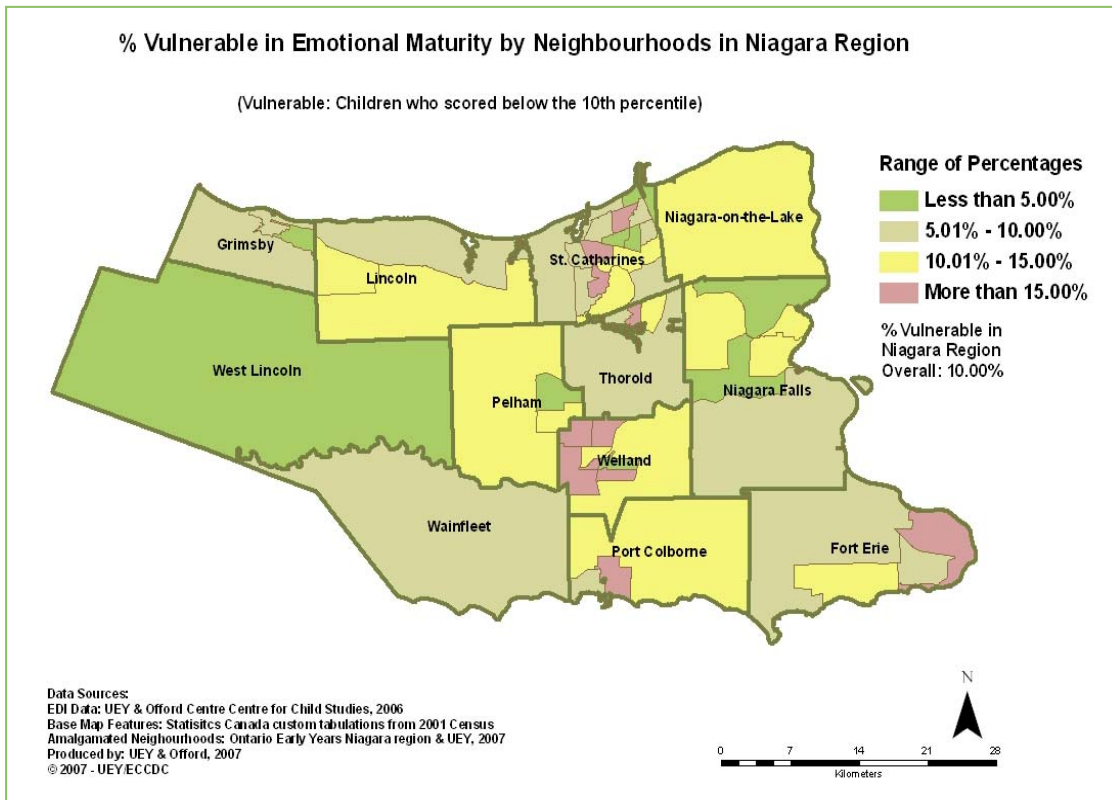 % Vulnerable in Emotional Maturity by Neighbourhoods in Niagara Region
(Vulnerable: Children who scored below the 10th percentile)
Range of Percentages
Less than 5.00%
5.01% - 10.00%
10.01% - 15.00%
More than 15.00%
% Vulnerable in
Niagara Region
Overall: 10.00%
Niagara-on-the-Lake
Grimsby
St. Catharines
Lincoln
West Lincoln
Thorold
Pelham
Niagara Falls
Welland
Wainfleet
Port Colborne
Fort Erie
Data Sources:
EDI Data: UEY & Offord Centre Centre for Child Studies, 2006
Base Map Features: Statisitcs Canada custom tabulations from 2001 Census
Amalgamated Neighourhoods: Ontario Early Years Niagara region & UEY, 2007
Produced by: UEY & Offord, 2007
© 2007 - UEY/ECCDC
N
0 7 14 21 28
Kilometers